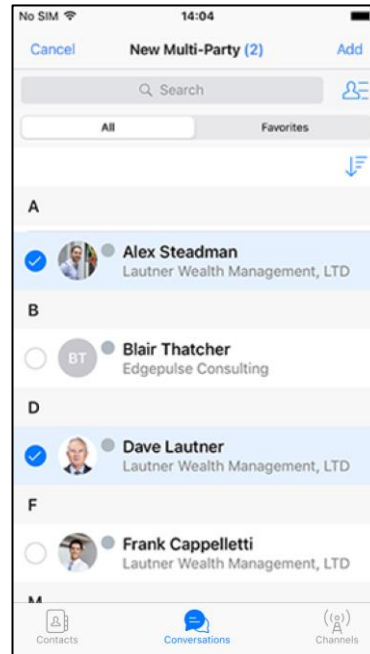 No SIM 14:04
Cancel New Multi-Party (2) Add
Search
All Favorites
A
Alex Steadman
Lautner Wealth Management, LTD
B
BT Blair Thatcher
Edgepulse Consulting
D
Dave Lautner
Lautner Wealth Management, LTD
F
Frank Cappelletti
Lautner Wealth Management, LTD
M
Contacts Conversations Channels